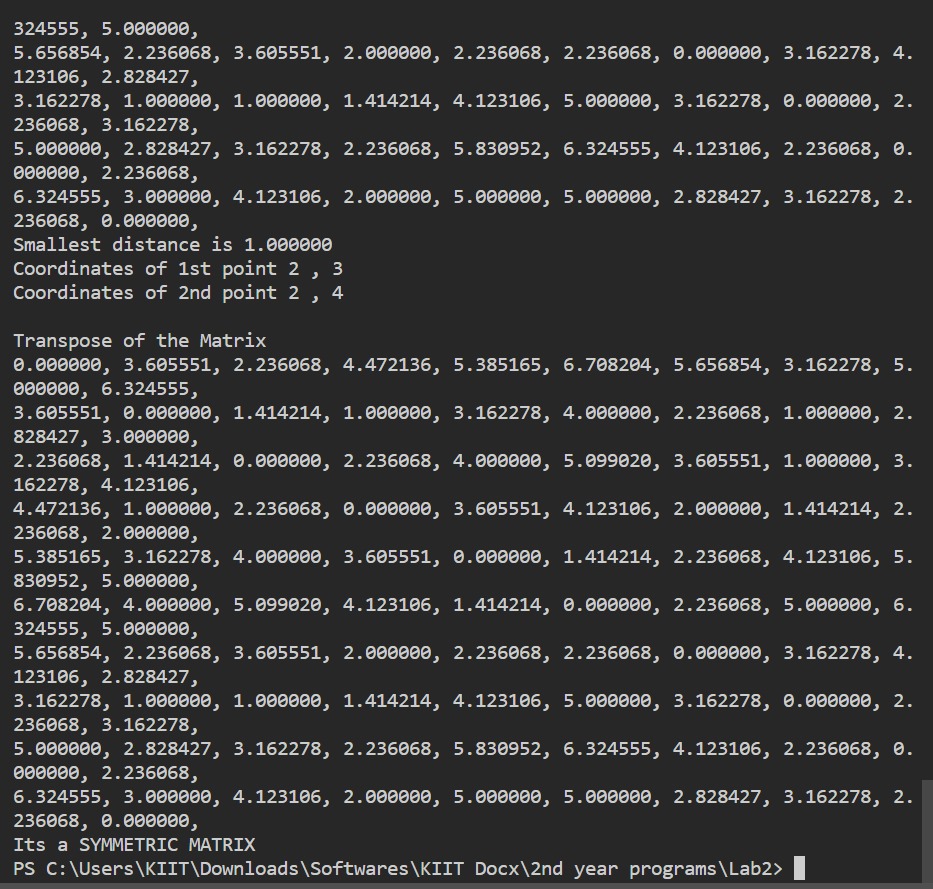 324555, 5.000000,
5.656854, 2.236068, 3.605551, 2.000000, 2.236068, 2.236068, 0.000000, 3.162278, 4.
123106, 2.828427,
3.162278, 1.000000, 1.000000, 1.414214, 4.123106, 5.000000, 3.162278, 0.000000, 2.
236068, 3.162278,
5.000000, 2.828427, 3.162278, 2.236068, 5.830952, 6.324555, 4.123106, 2.236068, 0.
000000, 2.236068,
6.324555, 3.000000, 4.123106, 2.000000, 5.000000, 5.000000, 2.828427, 3.162278, 2.
236068, 0.000000,
Smallest distance is 1.000000
Coordinates of 1st point 2 , 3
Coordinates of 2nd point 2 , 4

Transpose of the Matrix
0.000000, 3.605551, 2.236068, 4.472136, 5.385165, 6.708204, 5.656854, 3.162278, 5.
000000, 6.324555,
3.605551, 0.000000, 1.414214, 1.000000, 3.162278, 4.000000, 2.236068, 1.000000, 2.
828427, 3.000000,
2.236068, 1.414214, 0.000000, 2.236068, 4.000000, 5.099020, 3.605551, 1.000000, 3.
162278, 4.123106,
4.472136, 1.000000, 2.236068, 0.000000, 3.605551, 4.123106, 2.000000, 1.414214, 2.
236068, 2.000000,
5.385165, 3.162278, 4.000000, 3.605551, 0.000000, 1.414214, 2.236068, 4.123106, 5.
830952, 5.000000,
6.708204, 4.000000, 5.099020, 4.123106, 1.414214, 0.000000, 2.236068, 5.000000, 6.
324555, 5.000000,
5.656854, 2.236068, 3.605551, 2.000000, 2.236068, 2.236068, 0.000000, 3.162278, 4.
123106, 2.828427,
3.162278, 1.000000, 1.000000, 1.414214, 4.123106, 5.000000, 3.162278, 0.000000, 2.
236068, 3.162278,
5.000000, 2.828427, 3.162278, 2.236068, 5.830952, 6.324555, 4.123106, 2.236068, 0.
000000, 2.236068,
6.324555, 3.000000, 4.123106, 2.000000, 5.000000, 5.000000, 2.828427, 3.162278, 2.
236068, 0.000000,
Its a SYMMETRIC MATRIX
PS C:\Users\KIIT\Downloads\Softwares\KIIT Docx\2nd year programs\Lab2>